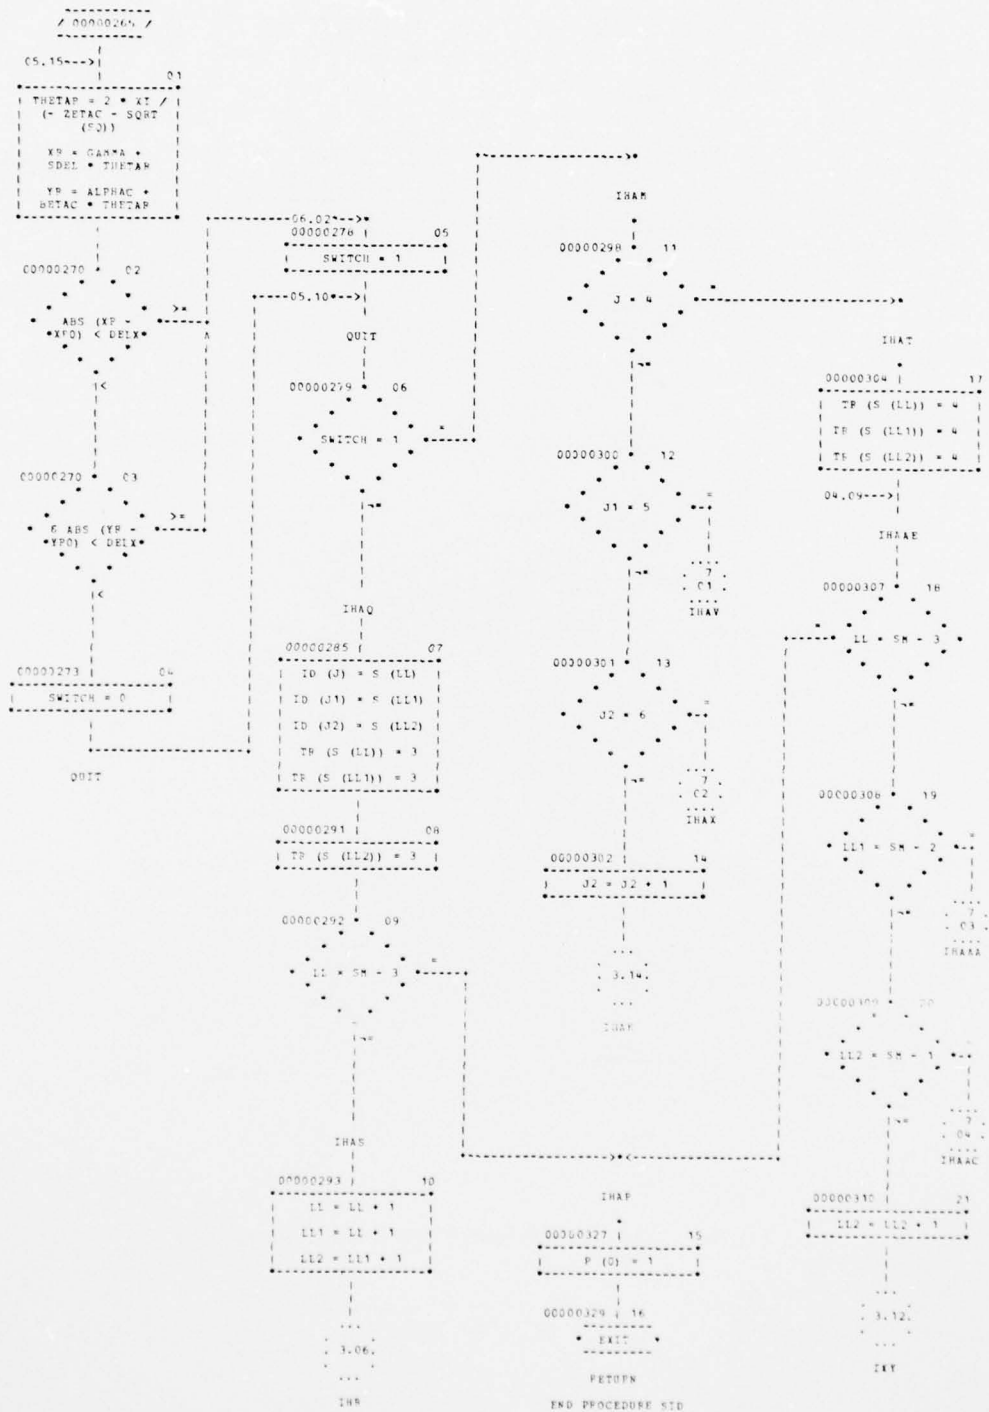 / 00000265 /
05.15--->|
01
THETAP = 2 * XI /
(- ZETAC - SQRT
(SQ))
XP = GAMMA +
SDEL * THETAP
YP = ALPHAC +
BETAC * THETAP
00000270 02
ABS (XP -
XPO) < DELX
>=
<
00000270 03
& ABS (YP -
YPO) < DELX
>=
<
00000273 04
SWITCH = 0
QUIT
06.02*-->
00000278 05
SWITCH = 1
05.10*-->
QUIT
00000279 06
SWITCH = 1
=
¬=
IHAQ
00000285 07
ID (J) = S (LL)
ID (J1) = S (LL1)
ID (J2) = S (LL2)
TP (S (LL)) = 3
TP (S (LL1)) = 3
00000291 08
TP (S (LL2)) = 3
00000292 09
LL = SM - 3
=
¬=
IHAS
00000293 10
LL = LL + 1
LL1 = LL + 1
LL2 = LL1 + 1
3.06.
IHR
IHAM
00000298 11
J = 4
=
¬=
00000300 12
J1 = 5
=
7
01
IHAV
¬=
00000301 13
J2 = 6
=
7
02
IHAX
¬=
00000302 14
J2 = J2 + 1
3.14.
IHAP
00000327 15
P (0) = 1
00000329 16
EXIT
RETURN
END PROCEDURE STD
IHAT
00000304 17
TP (S (LL)) = 4
TP (S (LL1)) = 4
TP (S (LL2)) = 4
04.09--->
IHAAE
00000307 18
LL = SM - 3
=
¬=
00000308 19
LL1 = SM - 2
=
7
03
IHAAA
¬=
00000309 20
LL2 = SM - 1
=
7
04
IHAAC
¬=
00000310 21
LL2 = LL2 + 1
3.12.
IXY